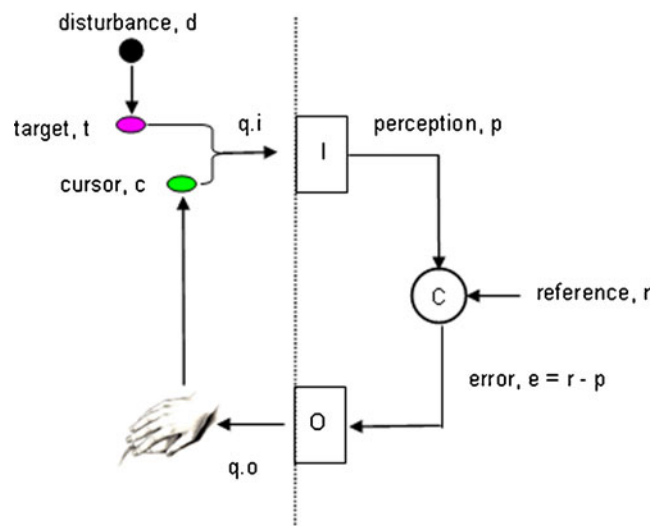 disturbance, d
target, t
q.i
perception, p
I
cursor, c
C
reference, r
error, e = r - p
O
q.o